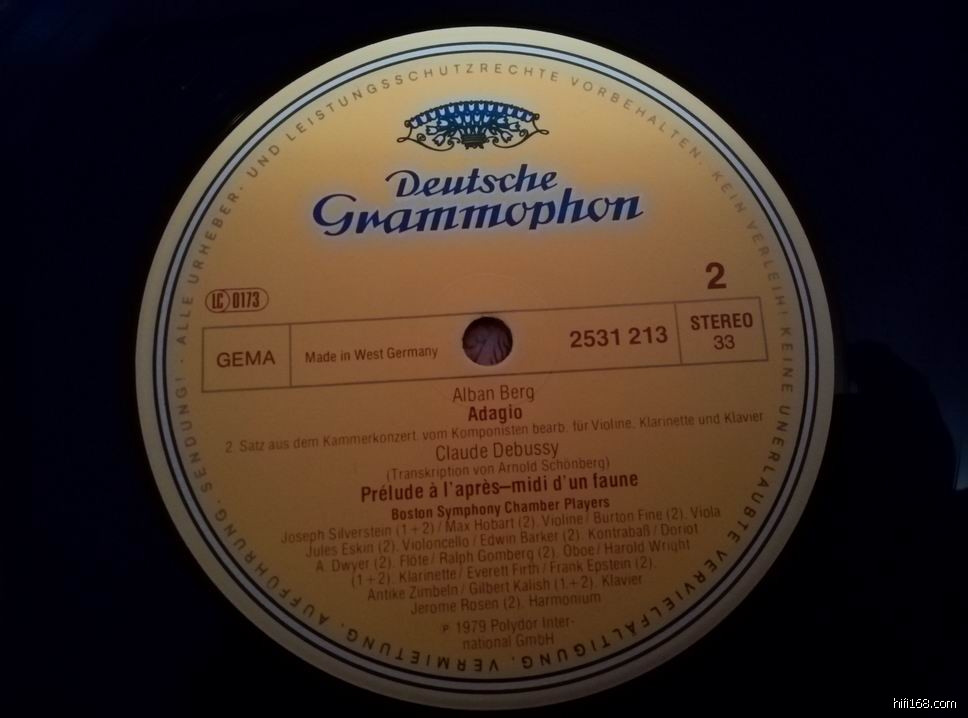 ALLE URHEBER- UND LEISTUNGSSCHUTZRECHTE VORBEHALTEN. KEIN VERLEIH! KEINE UNERLAUBTE VERVIELFÄLTIGUNG, VERMIETUNG, AUFFÜHRUNG, SENDUNG!
Deutsche
Grammophon
2
LC 0173
GEMA
Made in West Germany
2531 213
STEREO
33
Alban Berg
Adagio
2. Satz aus dem Kammerkonzert, vom Komponisten bearb. für Violine, Klarinette und Klavier
Claude Debussy
(Transkription von Arnold Schönberg)
Prélude à l'après–midi d'un faune
Boston Symphony Chamber Players
Joseph Silverstein (1+2) / Max Hobart (2), Violine / Burton Fine (2), Viola
Jules Eskin (2), Violoncello / Edwin Barker (2), Kontrabaß / Doriot
A. Dwyer (2), Flöte / Ralph Gomberg (2), Oboe / Harold Wright
(1+2), Klarinette / Everett Firth / Frank Epstein (2),
Antike Zimbeln / Gilbert Kalish (1+2), Klavier
Jerome Rosen (2), Harmonium
℗ 1979 Polydor Inter-
national GmbH
hifi168.com